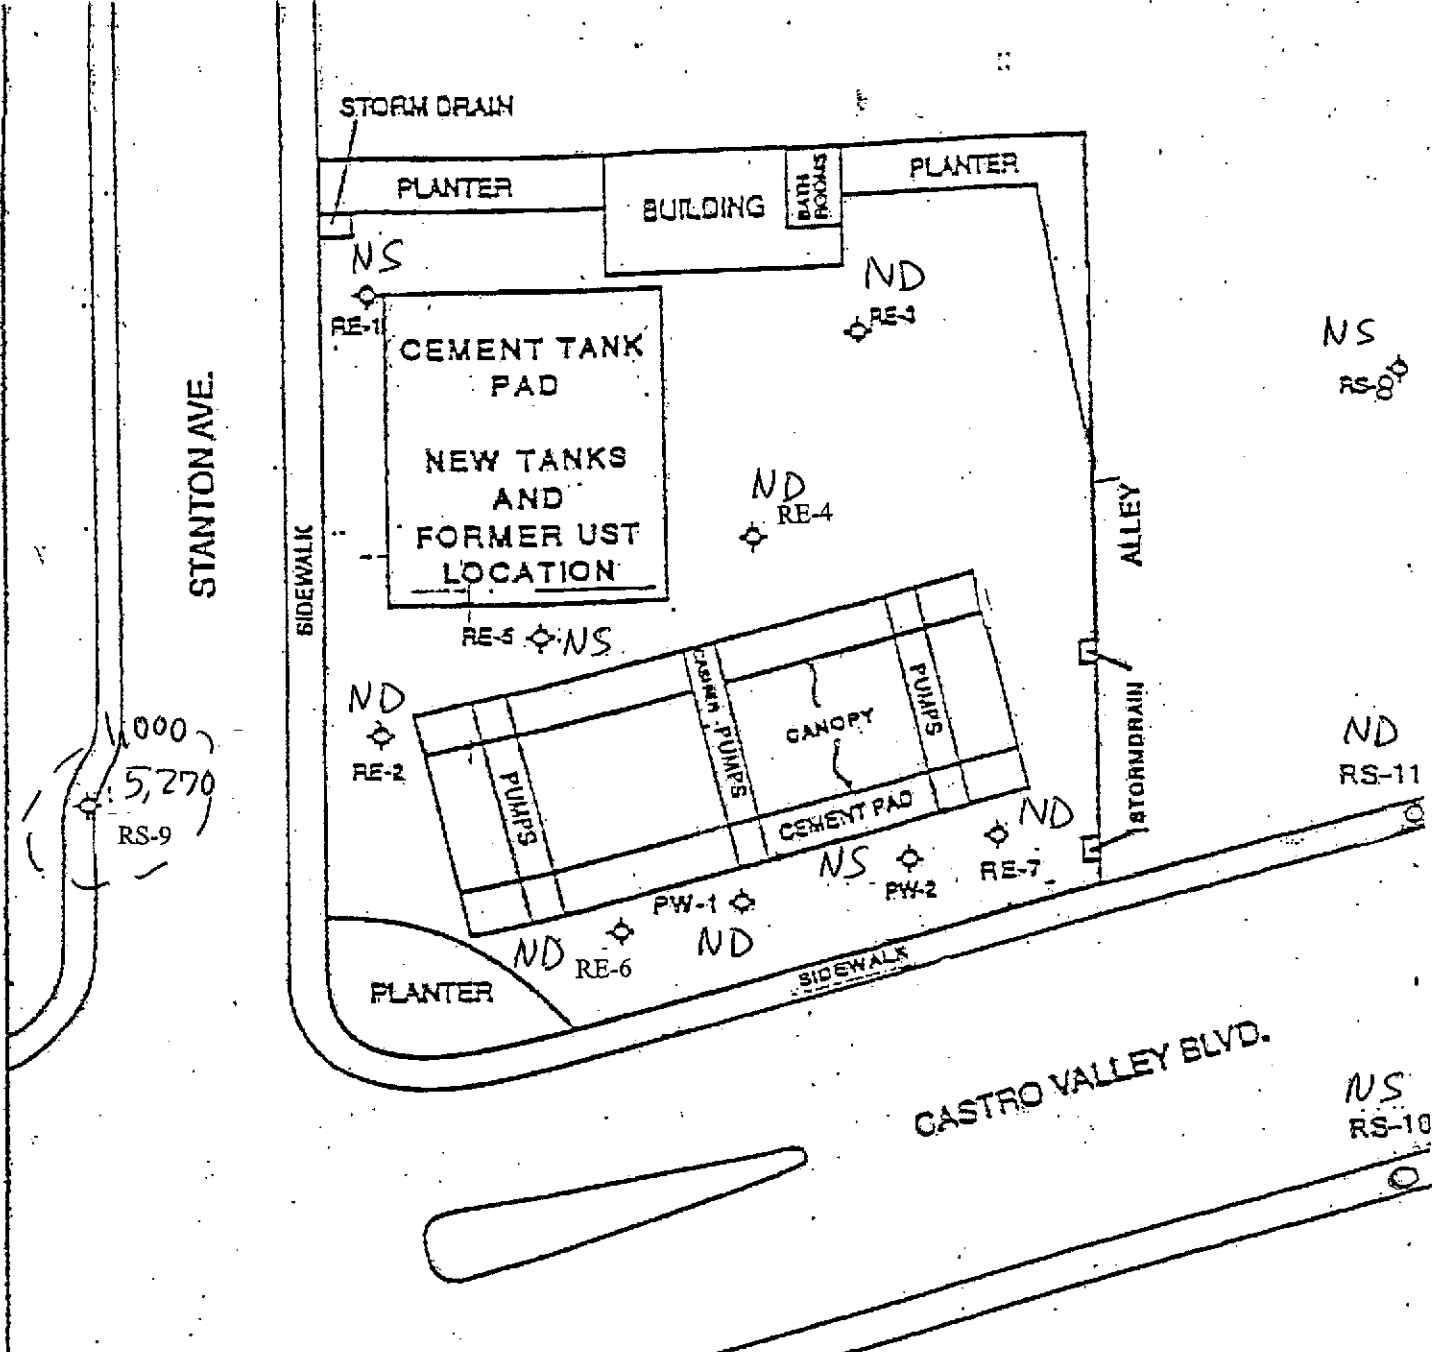 STORM DRAIN
PLANTER
BUILDING
BATH
ROOMS
PLANTER
NS
RE-1
ND
RE-3
NS
RS-8
CEMENT TANK
PAD
NEW TANKS
AND
FORMER UST
LOCATION
STANTON AVE.
SIDEWALK
ND
RE-4
ALLEY
RE-5
NS
ND
RE-2
1,000
5,270
RS-9
PUMPS
PUMPS
CANOPY
PUMPS
CEMENT PAD
STORMDRAIN
ND
RS-11
ND
RE-7
NS
PW-2
PW-1
ND
ND
RE-6
PLANTER
SIDEWALK
CASTRO VALLEY BLVD.
NS
RS-10